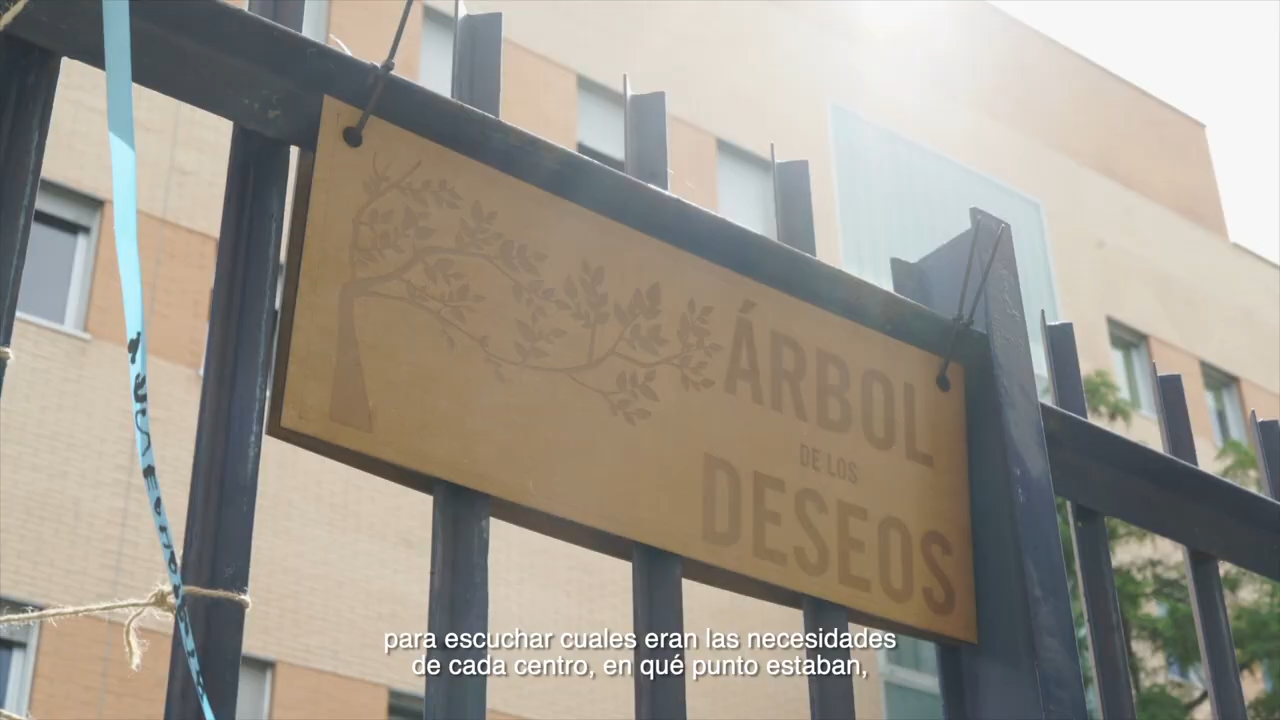 ÁRBOL
DE LOS
DESEOS
para escuchar cuales eran las necesidades
de cada centro, en qué punto estaban,